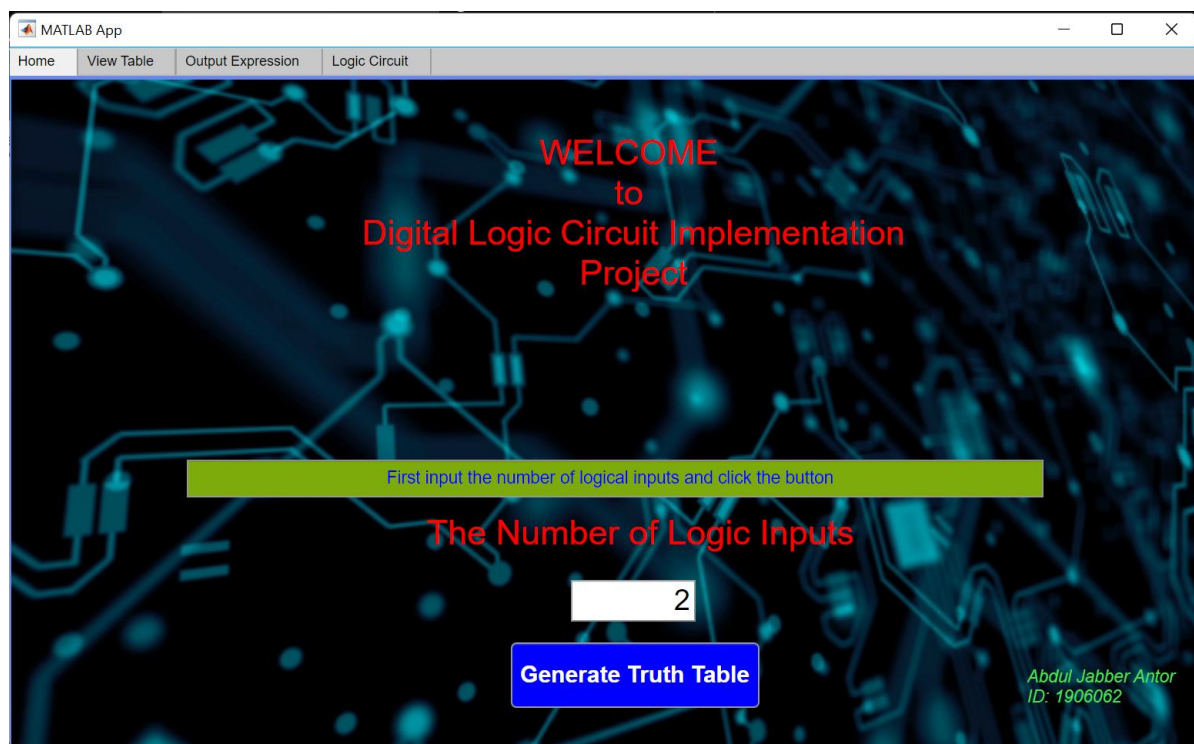 MATLAB App
Home View Table Output Expression Logic Circuit
WELCOME
to
Digital Logic Circuit Implementation
Project
First input the number of logical inputs and click the button
The Number of Logic Inputs
2
Generate Truth Table
Abdul Jabber Antor
ID: 1906062